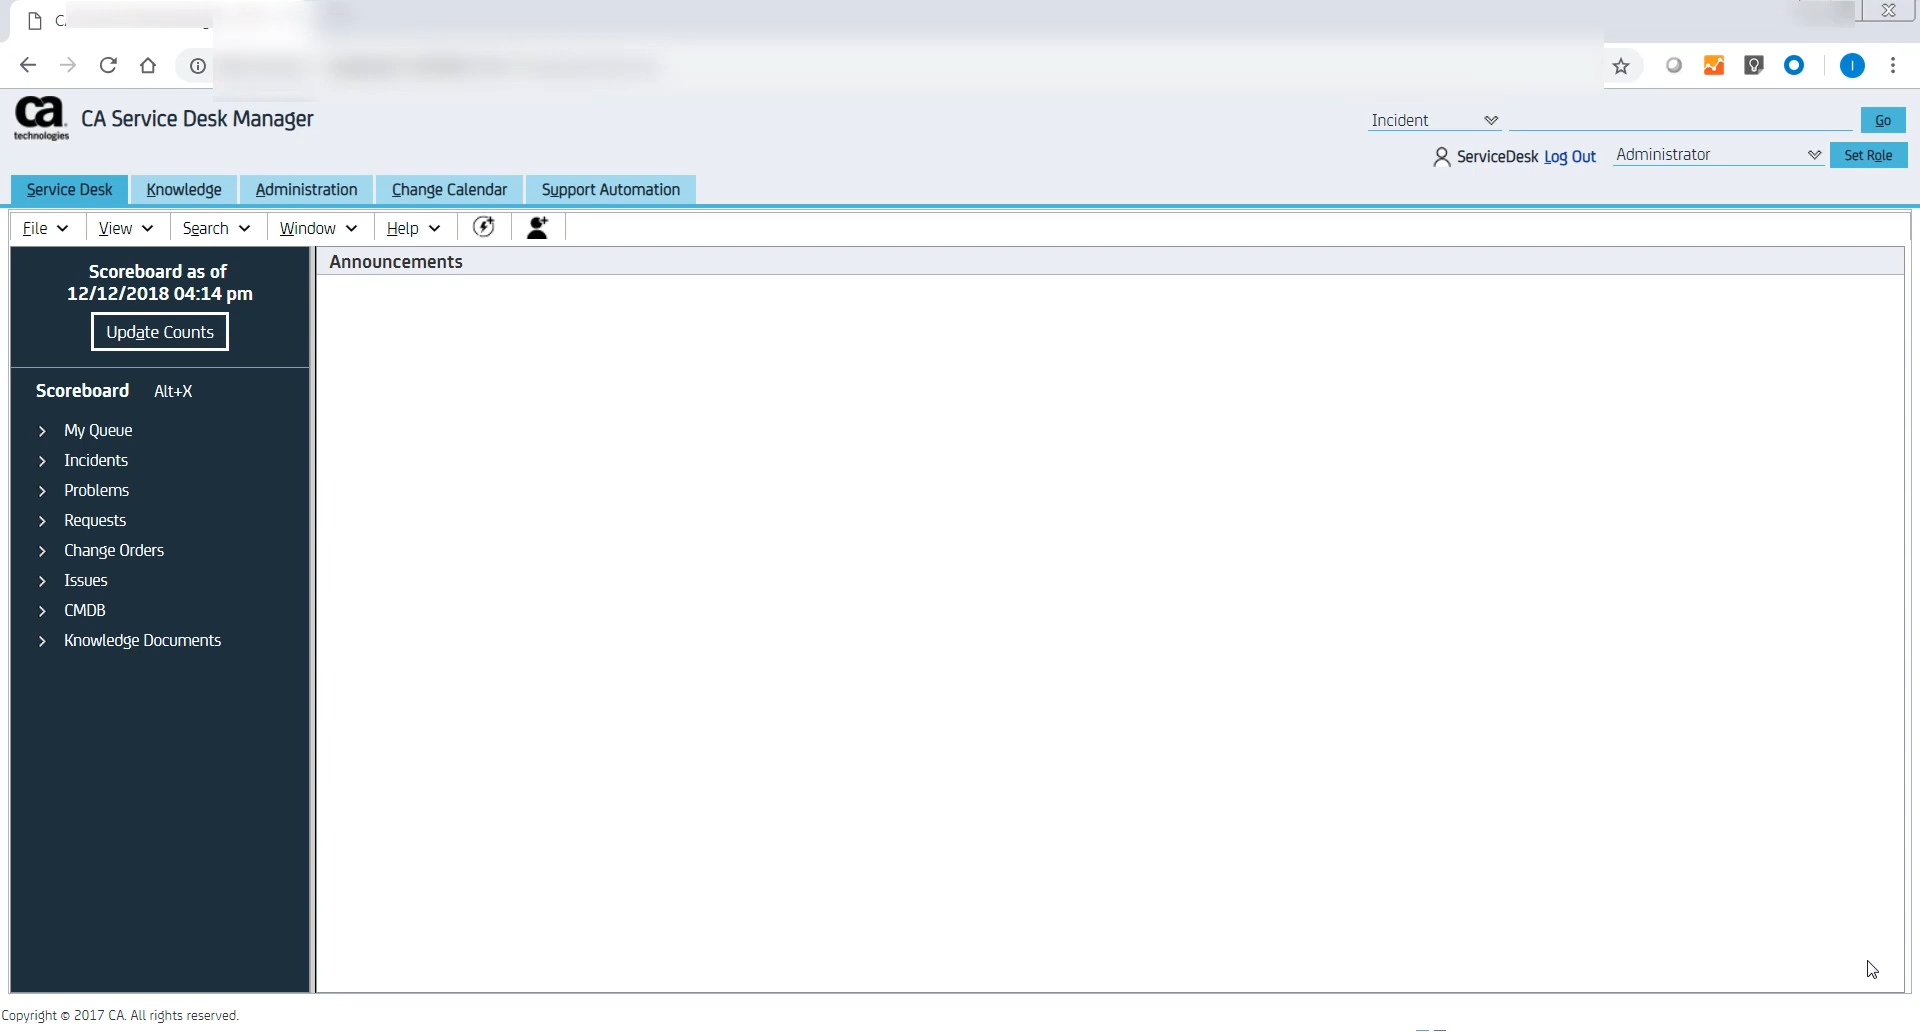 ca
technologies
CA Service Desk Manager
Incident
Go
ServiceDesk Log Out
Administrator
Set Role
Service Desk
Knowledge
Administration
Change Calendar
Support Automation
File
View
Search
Window
Help
Scoreboard as of
12/12/2018 04:14 pm
Update Counts
Scoreboard Alt+X
My Queue
Incidents
Problems
Requests
Change Orders
Issues
CMDB
Knowledge Documents
Announcements
Copyright © 2017 CA. All rights reserved.